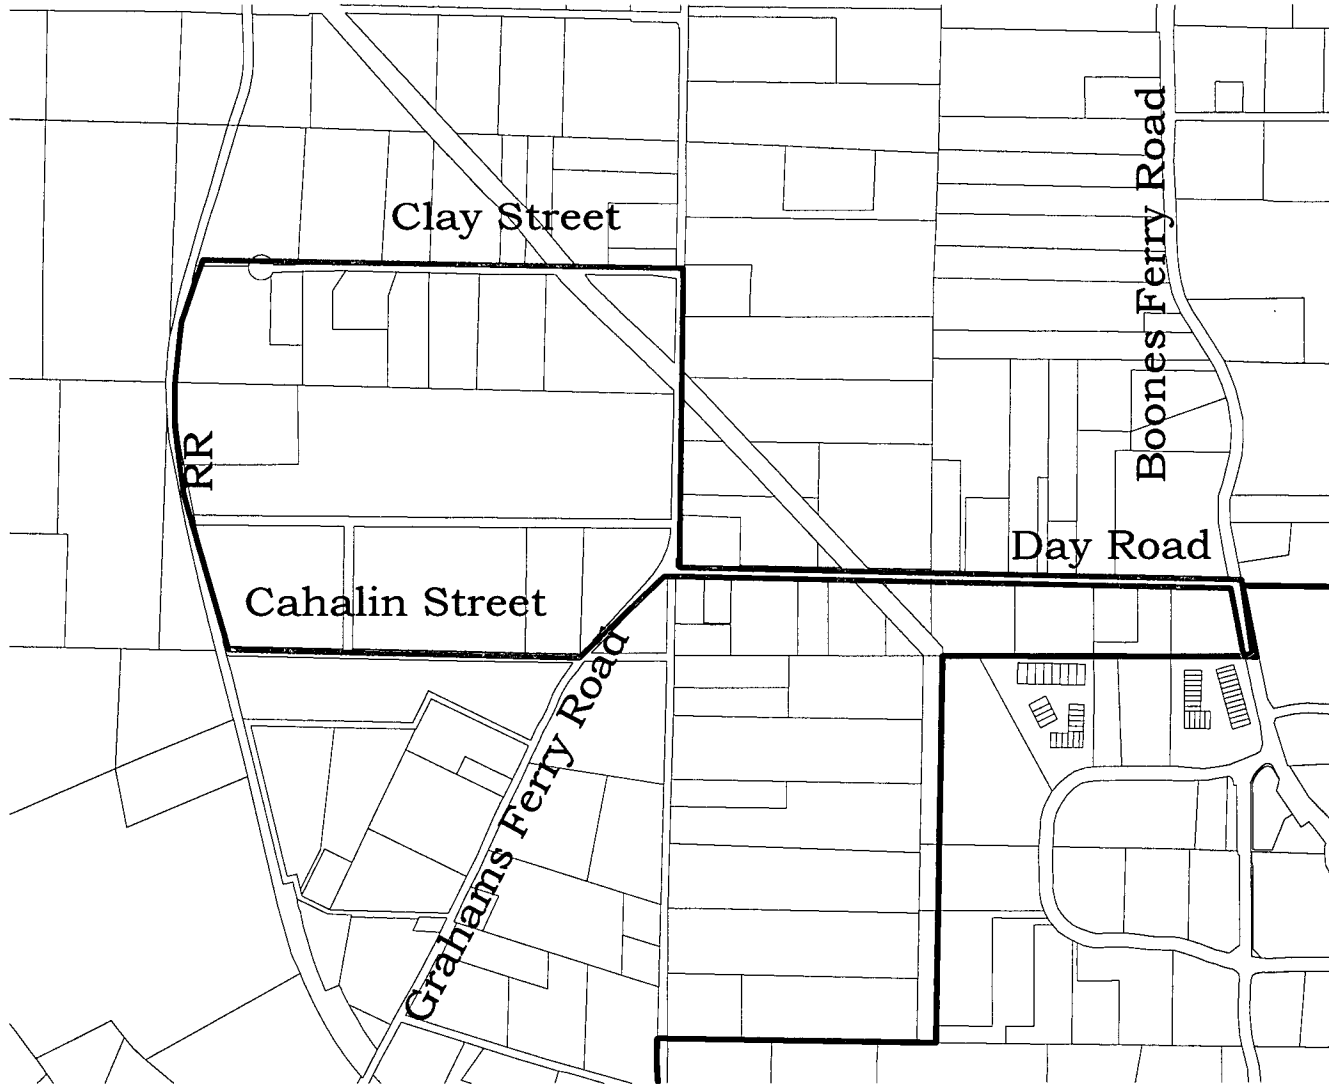 Clay Street
Boones Ferry Road
RR
Day Road
Cahalin Street
Grahams Ferry Road